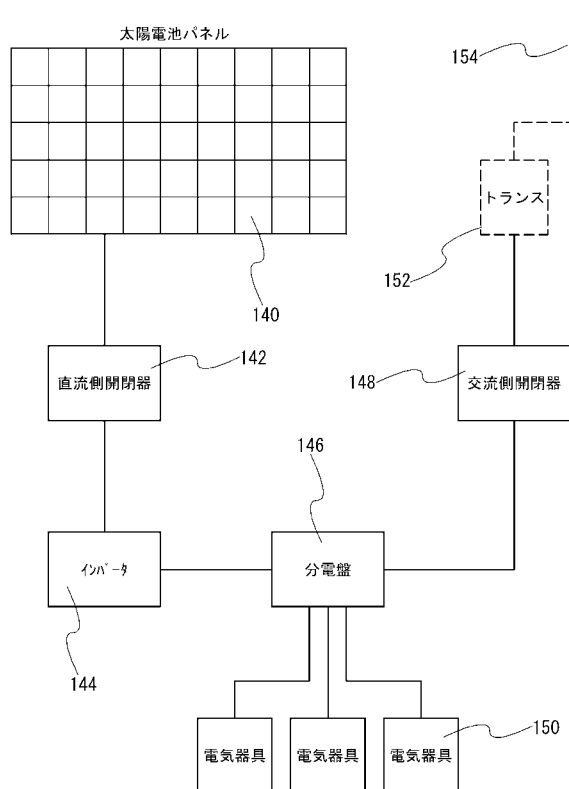 太陽電池パネル
154
トランス
152
140
直流側開閉器
142
148
交流側開閉器
146
ｲﾝﾊﾞｰﾀ
分電盤
144
電気器具
電気器具
電気器具
150